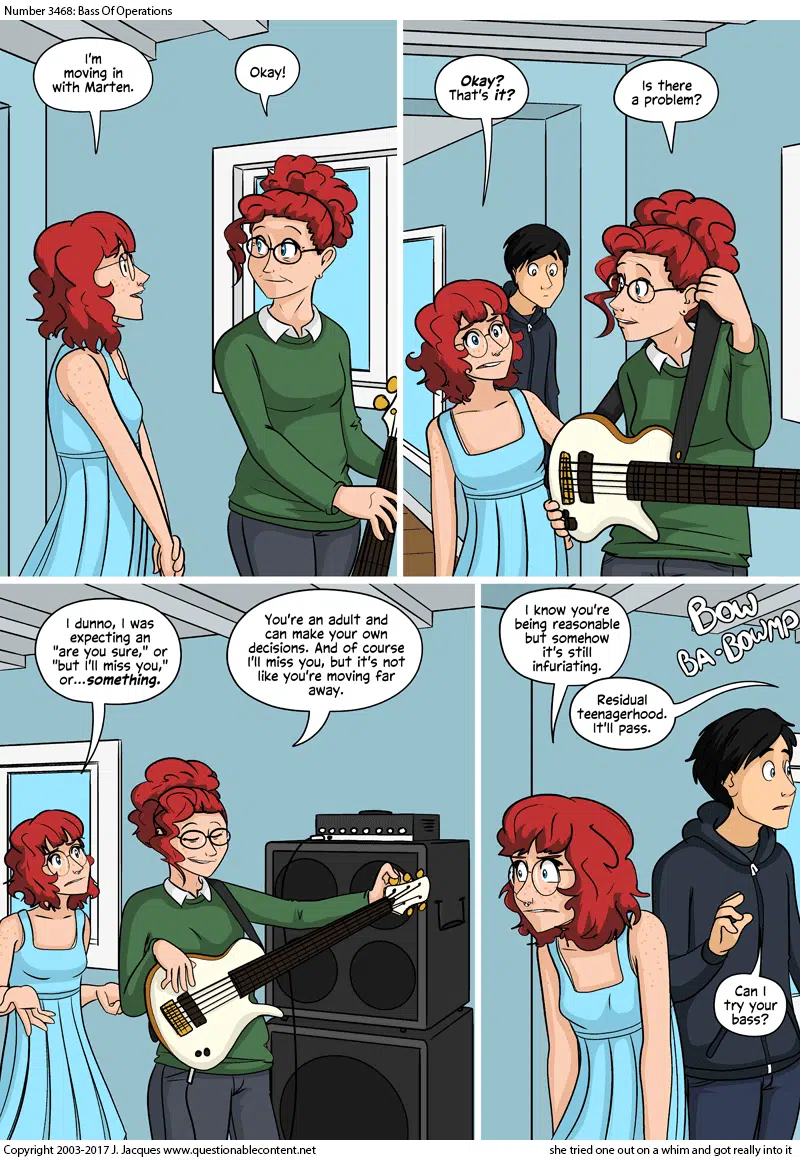 Number 3468: Bass Of Operations
I'm
moving in
with Marten.
Okay!
Okay?
That's it?
Is there
a problem?
I dunno, I was
expecting an
"are you sure," or
"but I'll miss you,"
or...something.
You're an adult and
can make your own
decisions. And of course
I'll miss you, but it's not
like you're moving far
away.
I know you're
being reasonable
but somehow
it's still
infuriating.
BOW
BA-BOWMP
Residual
teenagerhood.
It'll pass.
Can I
try your
bass?
Copyright 2003-2017 J. Jacques www.questionablecontent.net
she tried one out on a whim and got really into it